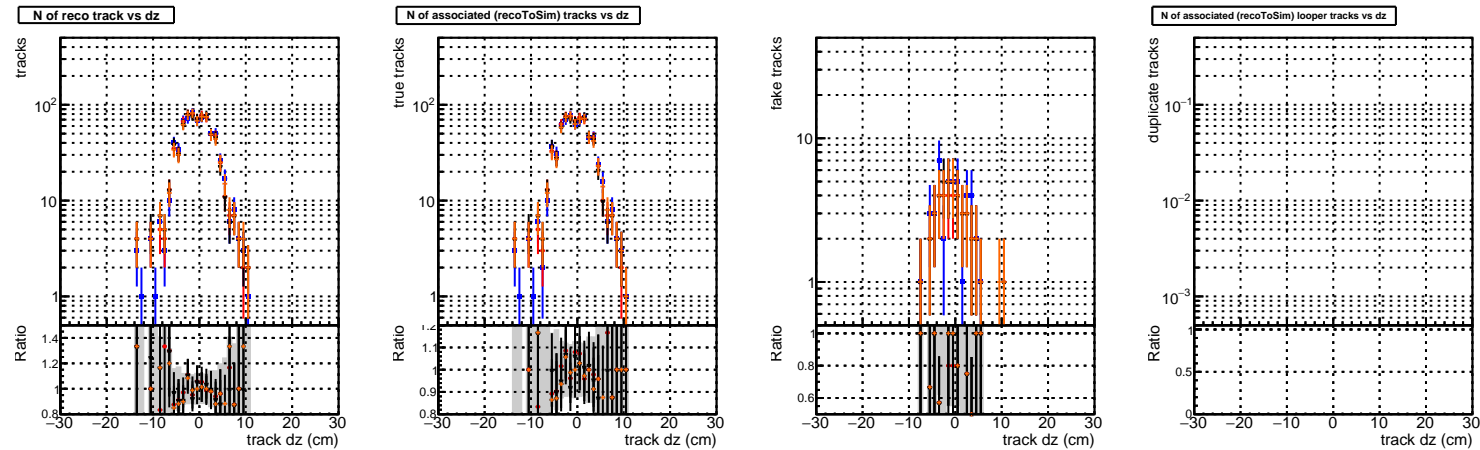 N of reco track vs dz
tracks
10²
10
1
Ratio
1.4
1.2
1
0.8
−30 −20 −10 0 10 20 30
track dz (cm)
N of associated (recoToSim) tracks vs dz
true tracks
10²
10
1
Ratio
1.2
1.1
1
0.9
0.8
−30 −20 −10 0 10 20 30
track dz (cm)
fake tracks
10
1
Ratio
1
0.8
0.6
−30 −20 −10 0 10 20 30
track dz (cm)
N of associated (recoToSim) looper tracks vs dz
duplicate tracks
10⁻¹
10⁻²
10⁻³
Ratio
1
0.5
0
−30 −20 −10 0 10 20 30
track dz (cm)